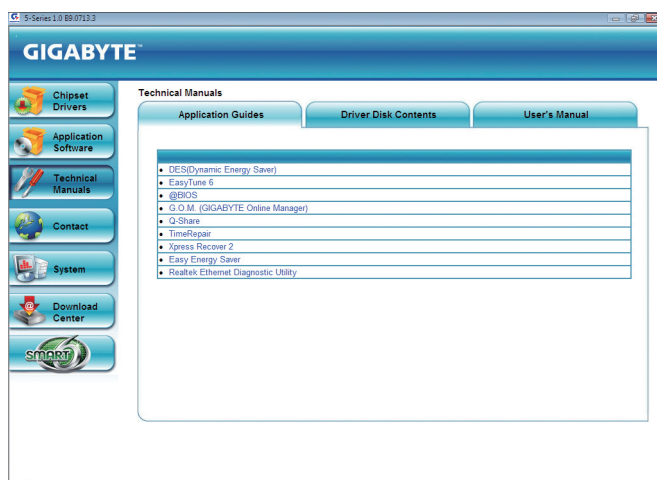 5-Series 1.0 B9.0713.3
GIGABYTE™
Chipset
Drivers
Application
Software
Technical
Manuals
Contact
System
Download
Center
SMART 6
Technical Manuals
Application Guides
Driver Disk Contents
User's Manual
DES(Dynamic Energy Saver)
EasyTune 6
@BIOS
G.O.M. (GIGABYTE Online Manager)
Q-Share
TimeRepair
Xpress Recover 2
Easy Energy Saver
Realtek Ethernet Diagnostic Utility